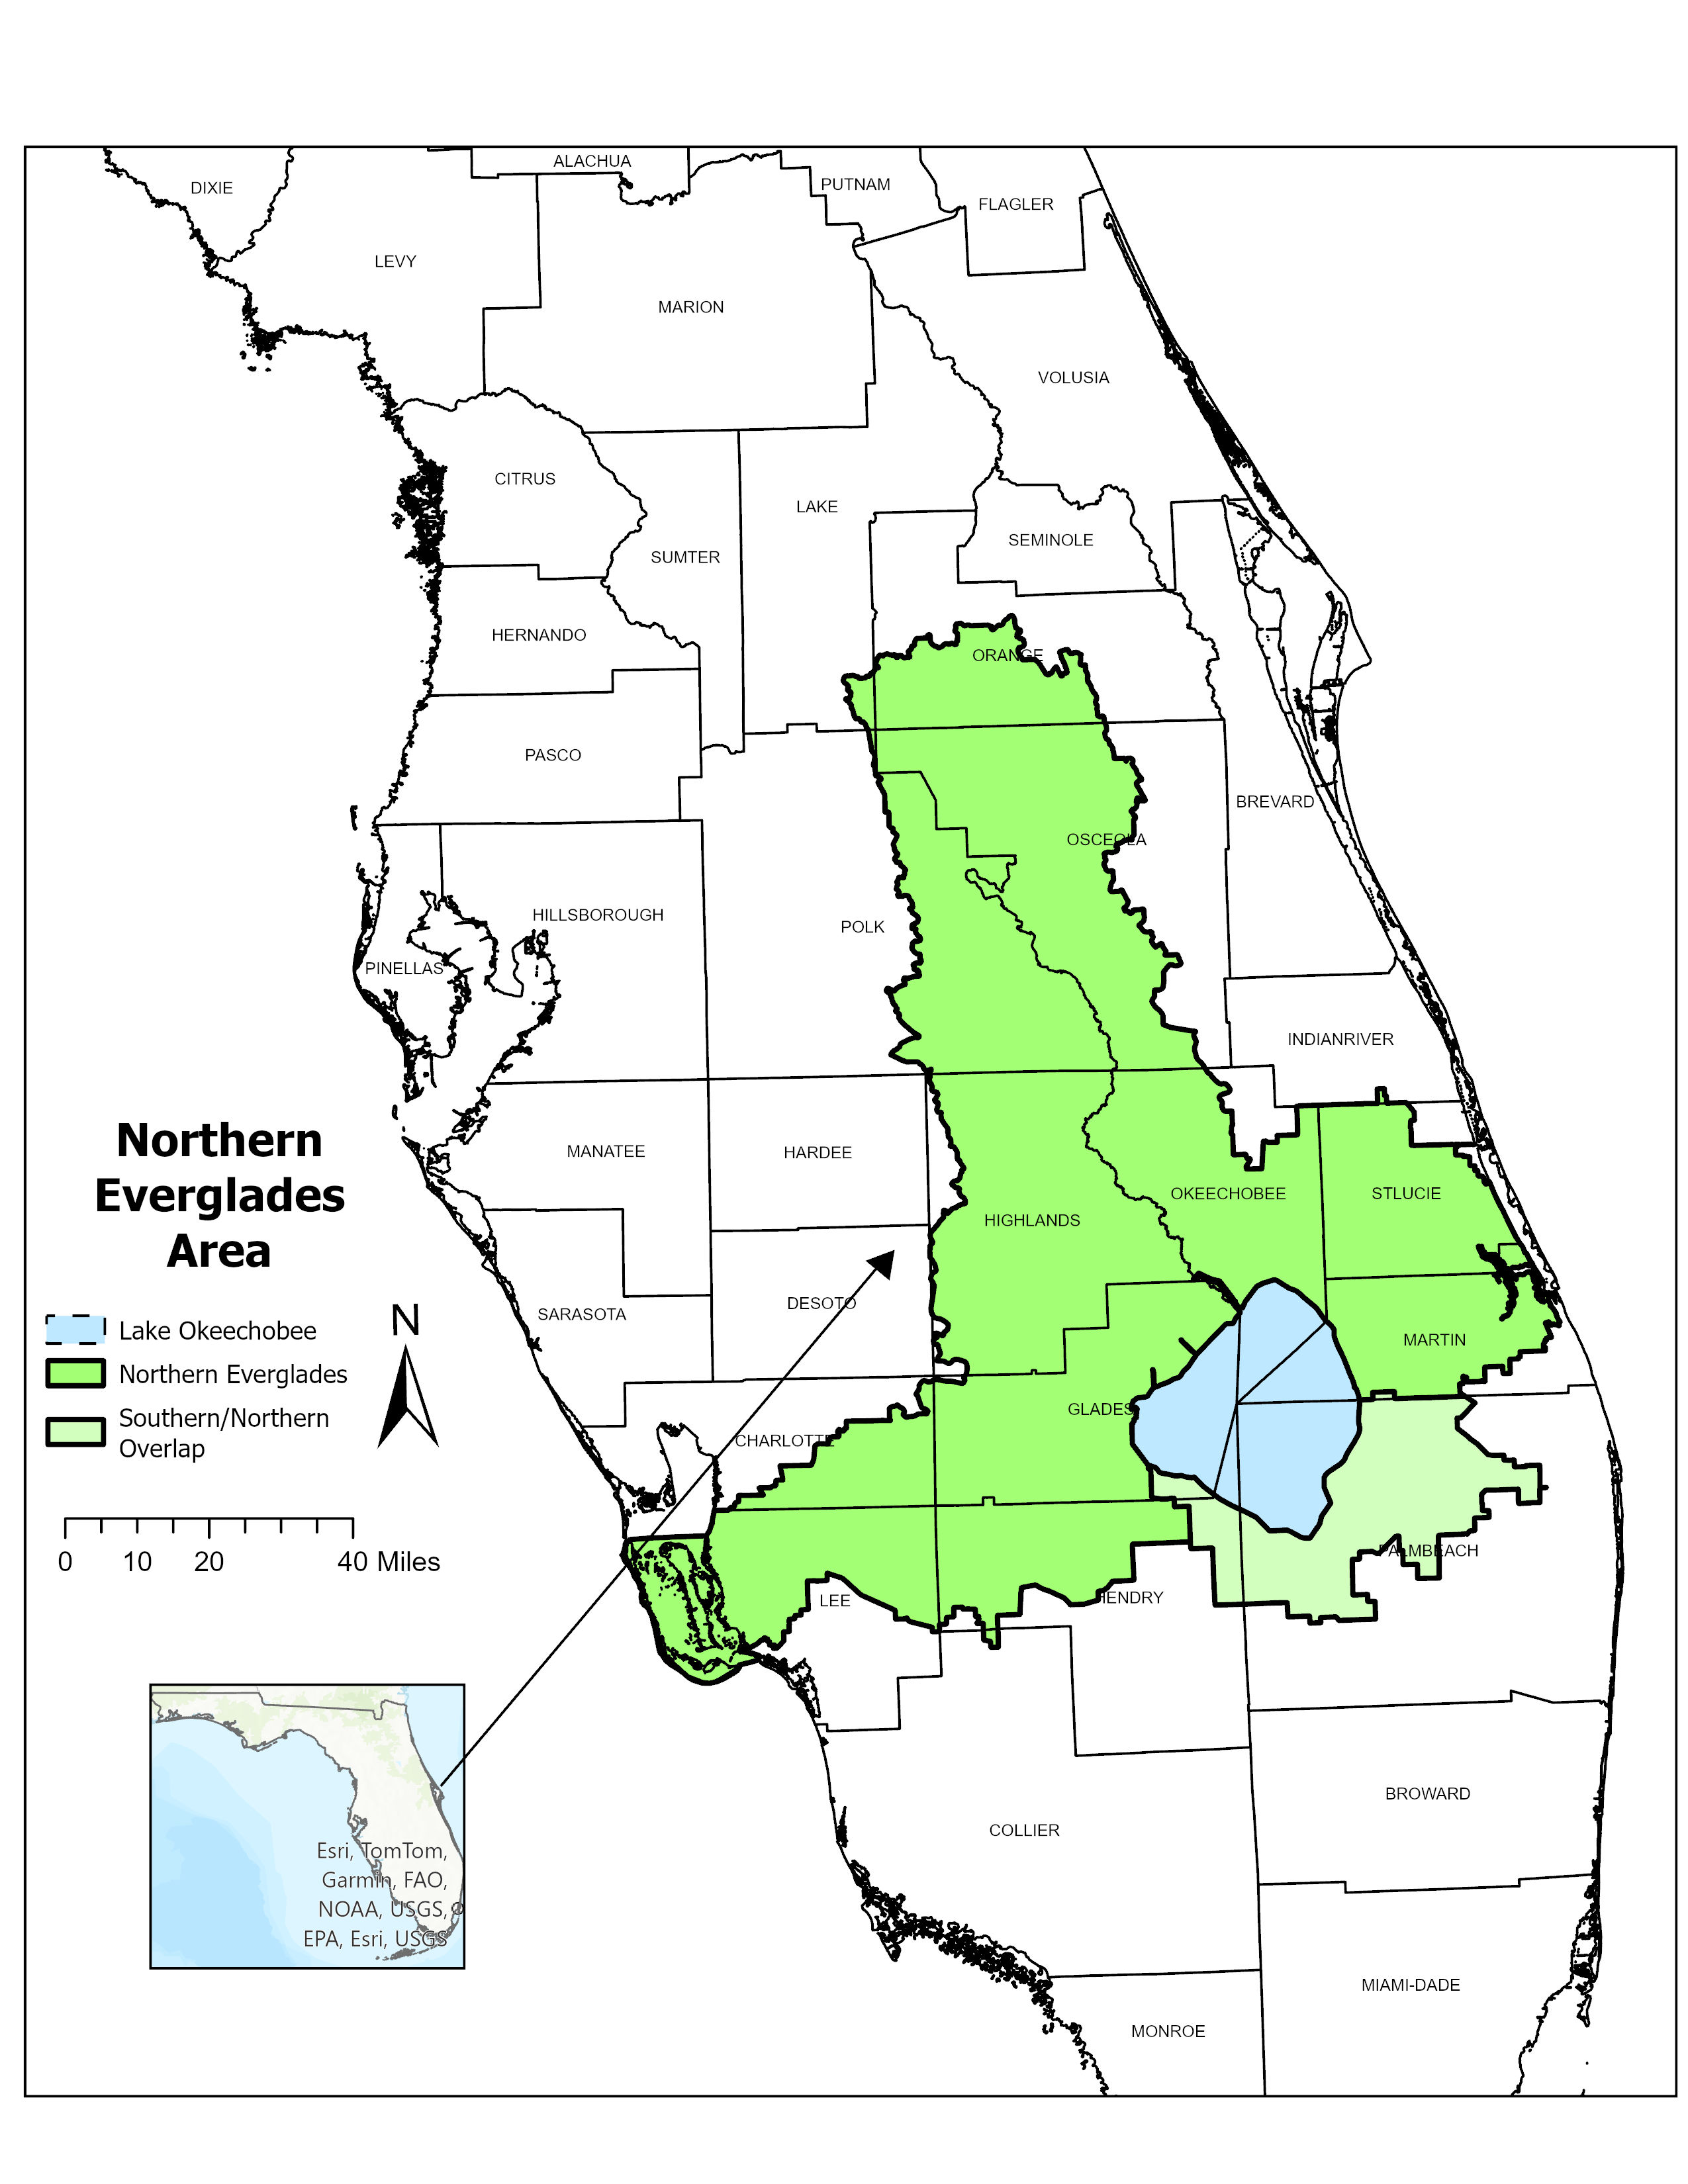 ALACHUA
DIXIE
PUTNAM
FLAGLER
LEVY
MARION
VOLUSIA
CITRUS
LAKE
SEMINOLE
SUMTER
HERNANDO
ORANGE
PASCO
BREVARD
OSCEOLA
HILLSBOROUGH
POLK
PINELLAS
INDIANRIVER
MANATEE
HARDEE
OKEECHOBEE
STLUCIE
HIGHLANDS
DESOTO
SARASOTA
MARTIN
GLADES
CHARLOTTE
PALMBEACH
LEE
HENDRY
BROWARD
COLLIER
MIAMI-DADE
MONROE
Northern
Everglades
Area
Lake Okeechobee
Northern Everglades
Southern/Northern
Overlap
N
0 10 20 40 Miles
Esri, TomTom,
Garmin, FAO,
NOAA, USGS,
EPA, Esri, USGS